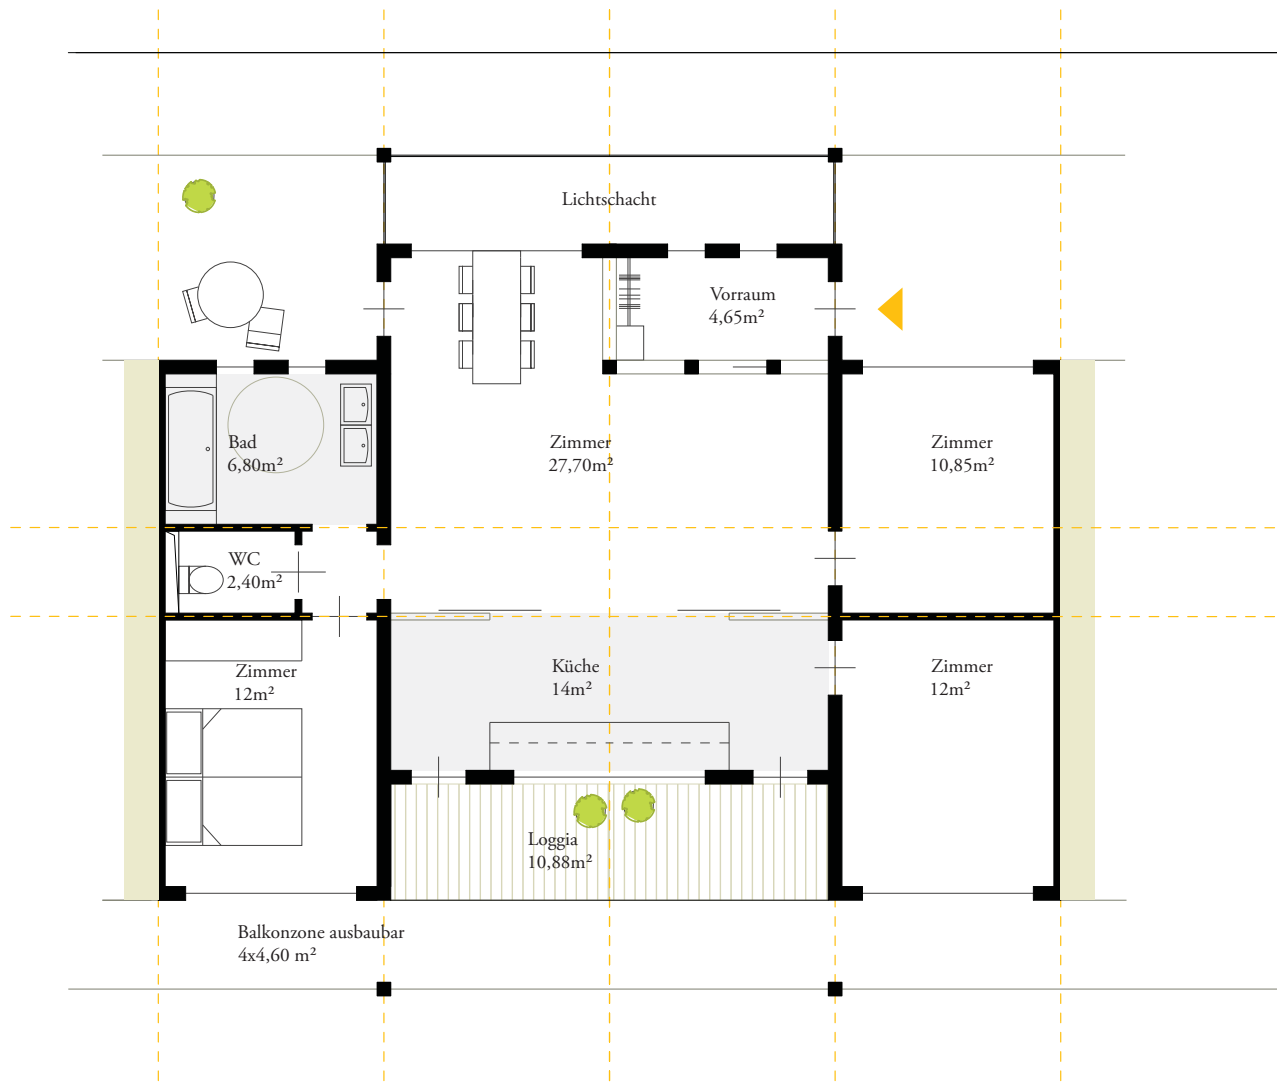 Lichtschacht
Vorraum
4,65m²
Bad
6,80m²
Zimmer
27,70m²
Zimmer
10,85m²
WC
2,40m²
Zimmer
12m²
Küche
14m²
Zimmer
12m²
Loggia
10,88m²
Balkonzone ausbaubar
4x4,60 m²